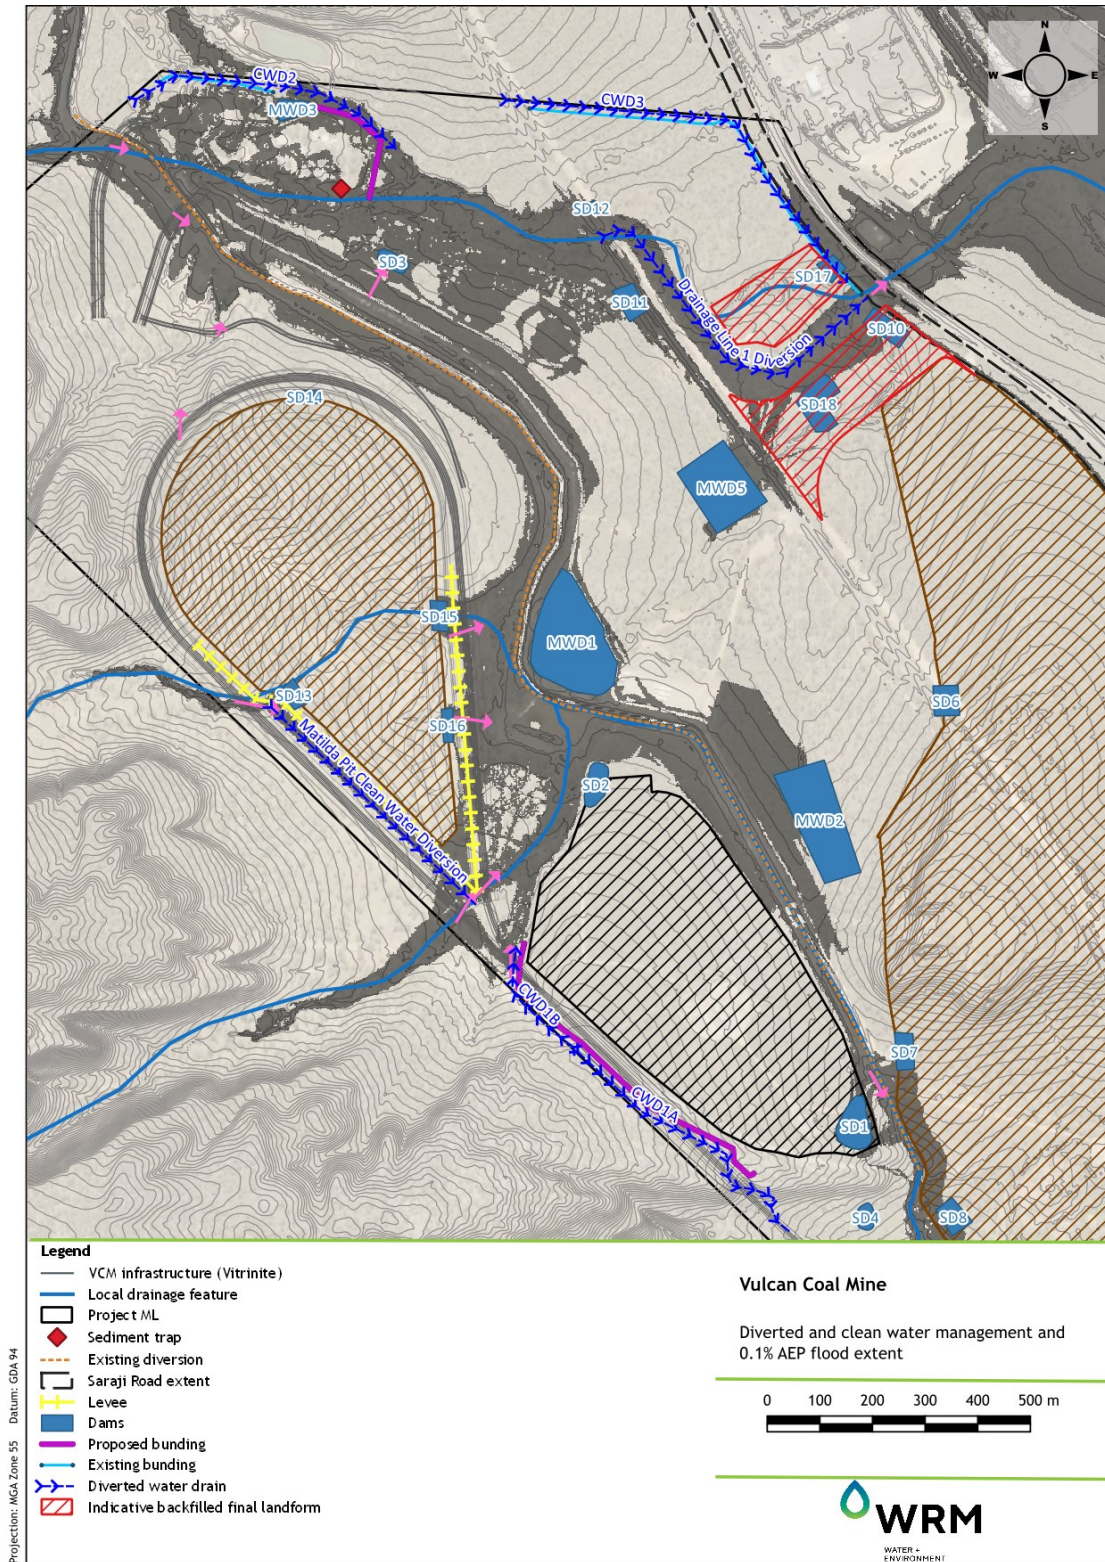 N
W E
S
CWD2
MWD3
CWD3
SD12
SD3
SD17
SD11
Drainage Line 1 Diversion
SD10
SD14
SD18
MWD5
SD15
MWD1
SD13
SD6
SD16
Matilda Pit Clean Water Diversion
SD2
MWD2
CWD1B
SD7
CWD1A
SD1
SD4
SD8
Legend
VCM infrastructure (Vitrinite)
Local drainage feature
Project ML
Sediment trap
Existing diversion
Saraji Road extent
Levee
Dams
Proposed bunding
Existing bunding
Diverted water drain
Indicative backfilled final landform
Projection: MGA Zone 55 Datum: GDA 94
Vulcan Coal Mine
Diverted and clean water management and
0.1% AEP flood extent
0 100 200 300 400 500 m
WRM
WATER +
ENVIRONMENT